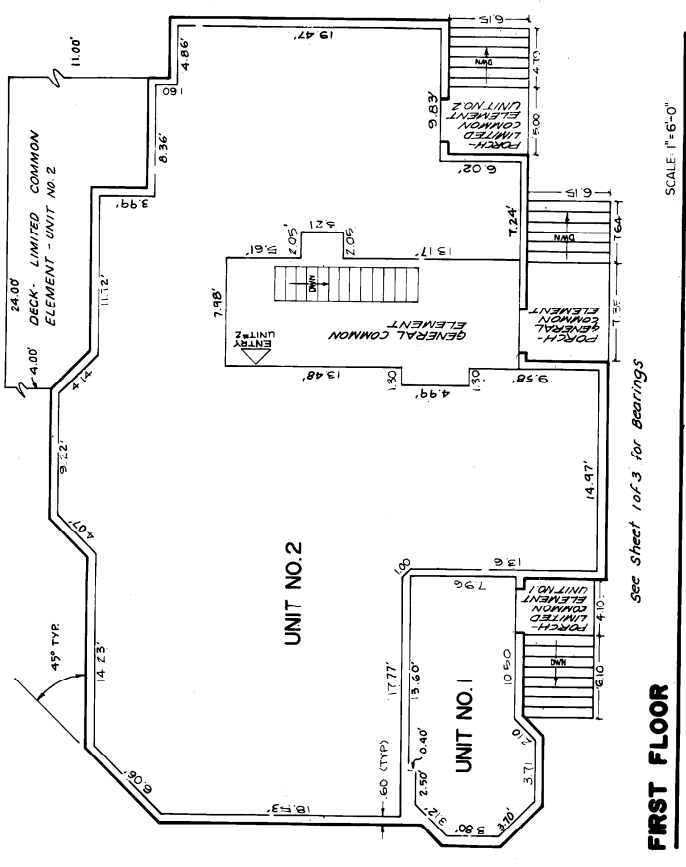 11.00'
24.00'
4.00'
DECK- LIMITED COMMON
ELEMENT - UNIT NO. 2
4.86'
19.47'
1.60
8.36'
3.99'
11.12'
4.14
9.22'
4.07'
45° TYP.
14.23'
6.06'
18.53'
.60 (TYP)
6.15
4.70
DWN
5.00
PORCH-
LIMITED
COMMON
ELEMENT
UNIT NO. 2
9.83'
6.02'
7.24'
6.15
7.64
DWN
PORCH-
GENERAL
COMMON
ELEMENT
5.61'
2.05'
3.21
2.05'
13.17'
7.98'
DWN
ENTRY
UNIT #2
GENERAL COMMON
ELEMENT
13.48'
1.30
4.99'
1.30
9.58'
14.97'
13.6
UNIT NO. 2
1.00
7.96
17.77'
13.60'
PORCH-
LIMITED
COMMON
ELEMENT
UNIT NO. 1
4.10
DWN
10.50
UNIT NO. 1
0.40'
2.50'
3.12'
3.80'
3.70'
3.71
2.10
See Sheet 1 of 3 for Bearings
FIRST FLOOR
SCALE: 1"=6'-0"